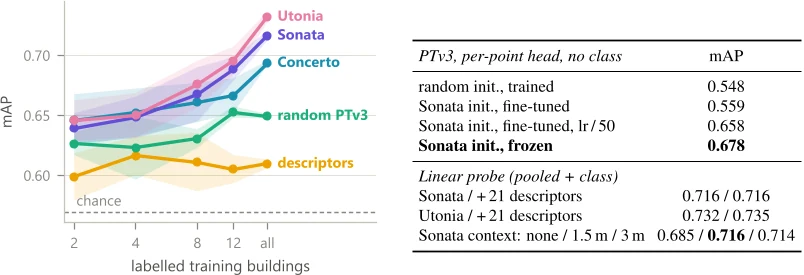 Utonia
Sonata
Concerto
random PTv3
descriptors
chance
0.70
0.65
0.60
mAP
2 4 8 12 all
labelled training buildings
PTv3, per-point head, no class mAP
random init., trained 0.548
Sonata init., fine-tuned 0.559
Sonata init., fine-tuned, lr / 50 0.658
Sonata init., frozen 0.678
Linear probe (pooled + class)
Sonata / + 21 descriptors 0.716 / 0.716
Utonia / + 21 descriptors 0.732 / 0.735
Sonata context: none / 1.5 m / 3 m 0.685 / 0.716 / 0.714